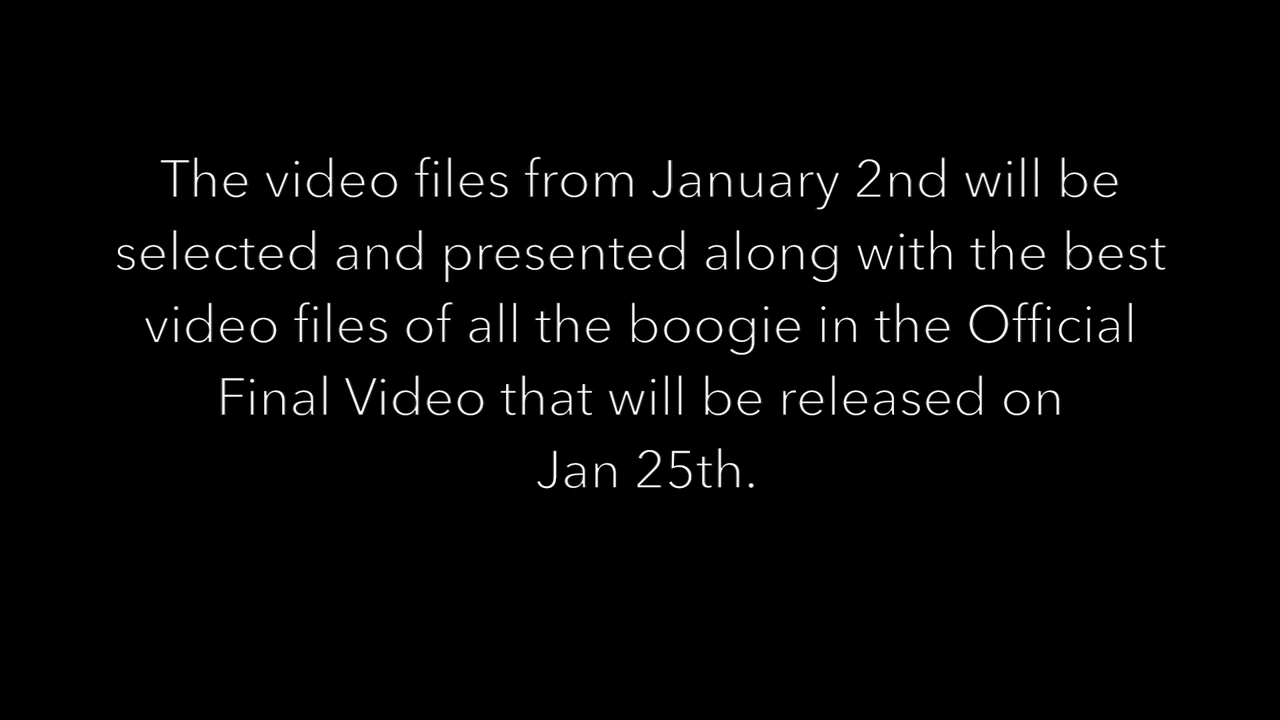 The video files from January 2nd will be
selected and presented along with the best
video files of all the boogie in the Official
Final Video that will be released on
Jan 25th.